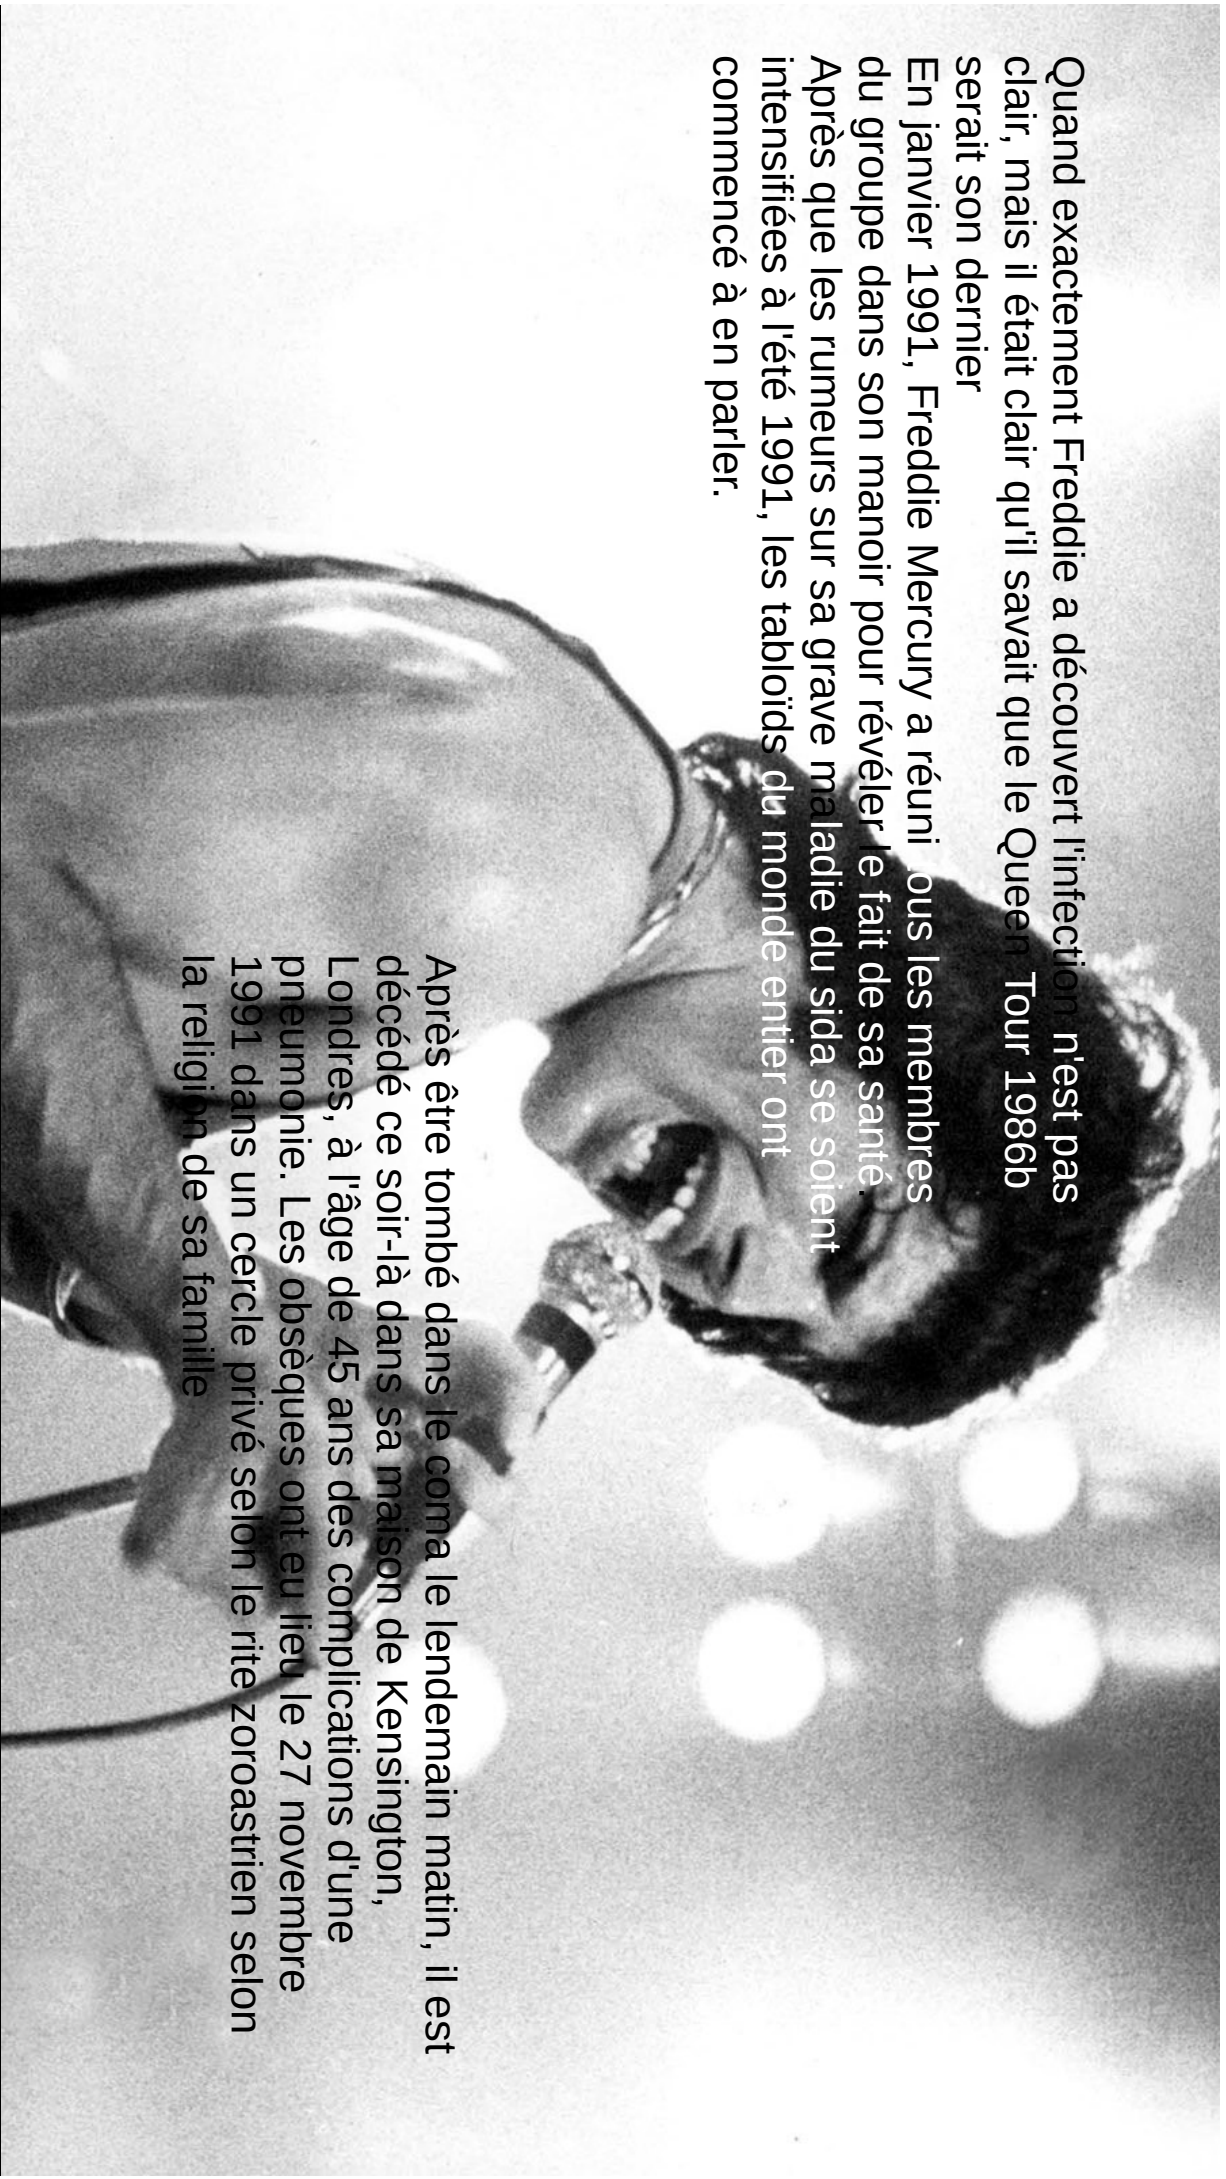 Quand exactement Freddie a découvert l'infection n'est pas
clair, mais il était clair qu'il savait que le Queen Tour 1986b
serait son dernier
En janvier 1991, Freddie Mercury a réuni tous les membres
du groupe dans son manoir pour révéler le fait de sa santé.
Après que les rumeurs sur sa grave maladie du sida se soient
intensifiées à l'été 1991, les tabloïds du monde entier ont
commencé à en parler.
Après être tombé dans le coma le lendemain matin, il est
décédé ce soir-là dans sa maison de Kensington,
Londres, à l'âge de 45 ans des complications d'une
pneumonie. Les obsèques ont eu lieu le 27 novembre
1991 dans un cercle privé selon le rite zoroastrien selon
la religion de sa famille